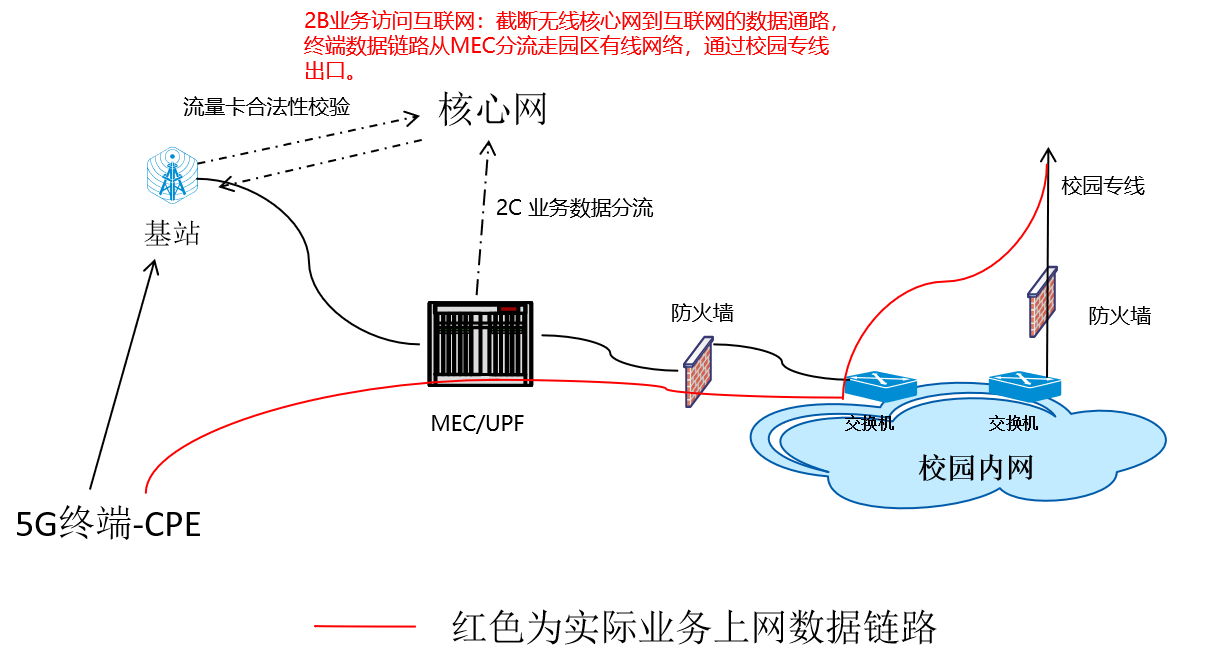 2B业务访问互联网：截断无线核心网到互联网的数据通路，
终端数据链路从MEC分流走园区有线网络，通过校园专线
出口。
流量卡合法性校验
核心网
校园专线
2C 业务数据分流
基站
防火墙
防火墙
MEC/UPF
交换机
交换机
校园内网
5G终端-CPE
红色为实际业务上网数据链路